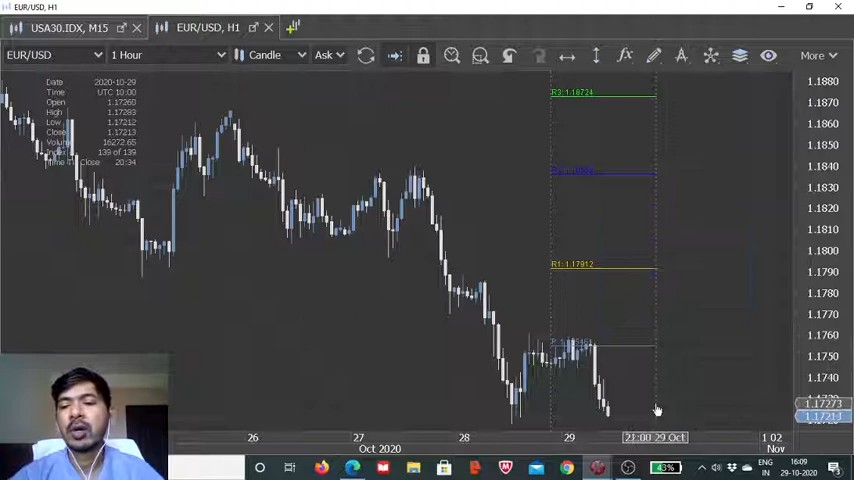 EUR/USD, H1
USA30.IDX, M15
EUR/USD, H1
EUR/USD
1 Hour
Candle
Ask
More
Date 2020-10-29
Time UTC 10:00
Open 1.17260
High 1.17283
Low 1.17212
Close 1.17213
Volume 16272.65
Index 139 of 139
Close 20:34
R3: 1.18724
R1: 1.17912
1.1880
1.1870
1.1860
1.1850
1.1840
1.1830
1.1820
1.1810
1.1800
1.1790
1.1780
1.1770
1.1760
1.1750
1.1740
1.17273
1.17213
26
27
28
29
21:00 29 Oct
1 02
Oct 2020
Nov
43%
ENG
IN
16:09
29-10-2020
3